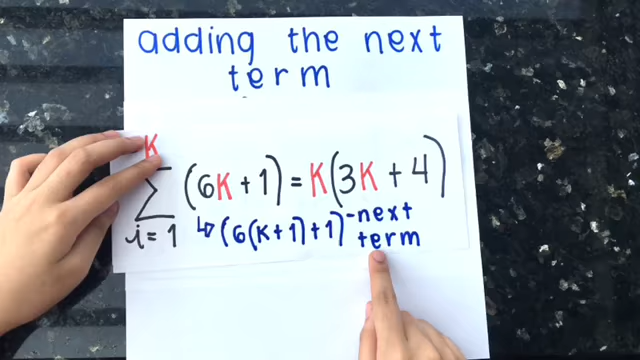 adding the next
term
K
∑ (6K+1) = K(3K+4)
i=1 ↳ (6(K+1)+1) - next
term